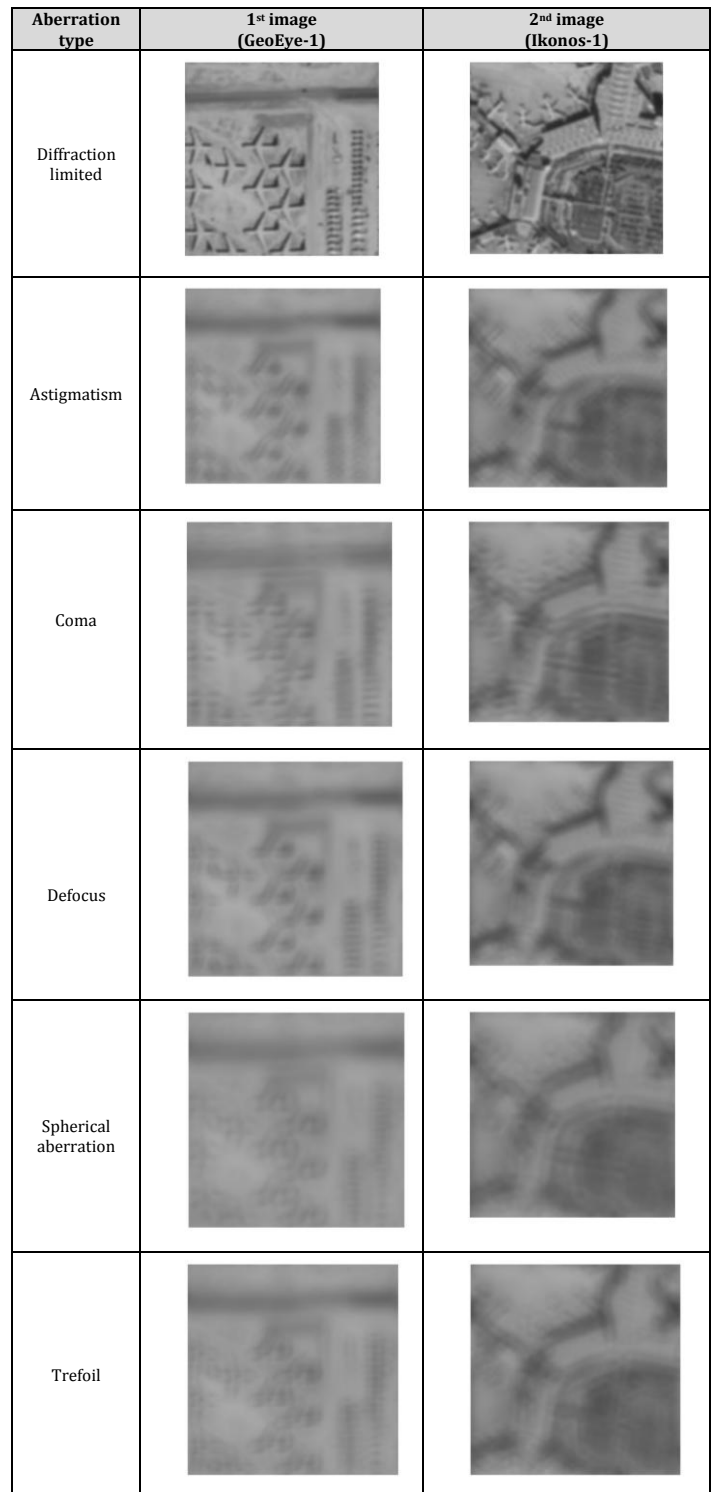 Aberration type
1st image (GeoEye-1)
2nd image (Ikonos-1)
Diffraction limited
Astigmatism
Coma
Defocus
Spherical aberration
Trefoil